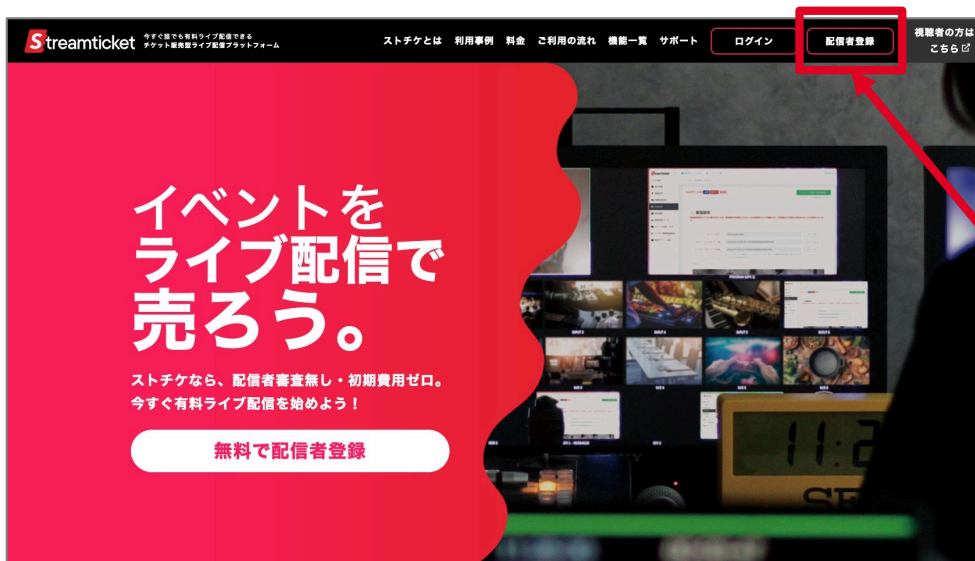 Streamticket
今すぐ誰でも有料ライブ配信できる
チケット販売型ライブ配信プラットフォーム
ストチケとは 利用事例 料金 ご利用の流れ 機能一覧 サポート ログイン 配信者登録
視聴者の方は
こちら
イベントを
ライブ配信で
売ろう。
ストチケなら、配信者審査無し・初期費用ゼロ。
今すぐ有料ライブ配信を始めよう！
無料で配信者登録